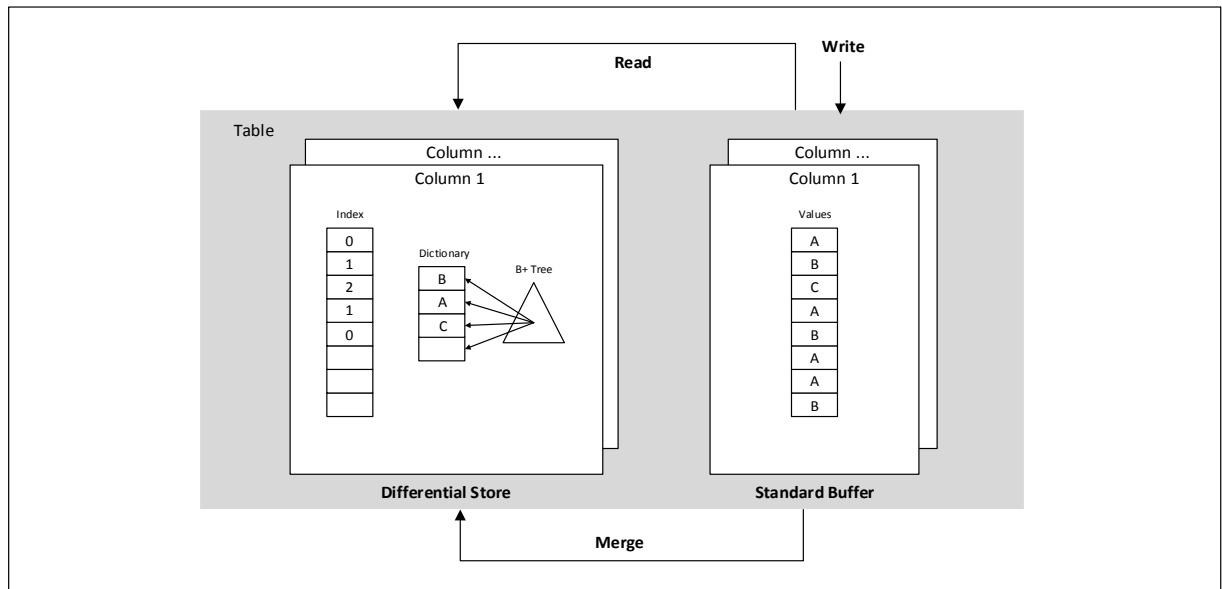 Write
Read
Table
Column ...
Column 1
Index
0
1
2
1
0
Dictionary
B
A
C
B+ Tree
Differential Store
Column ...
Column 1
Values
A
B
C
A
B
A
A
B
Standard Buffer
Merge